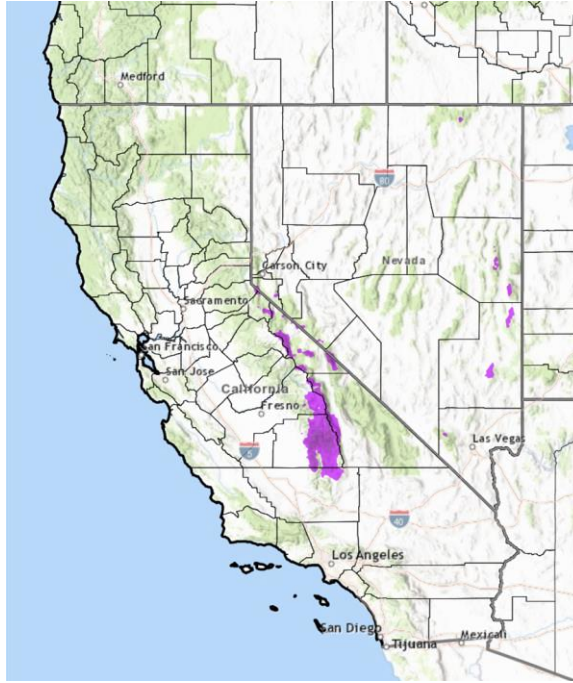 Medford
80
Carson City
Nevada
Sacramento
San Francisco
San Jose
California
Fresno
5
Las Vegas
40
Los Angeles
San Diego
Tijuana
Mexicali